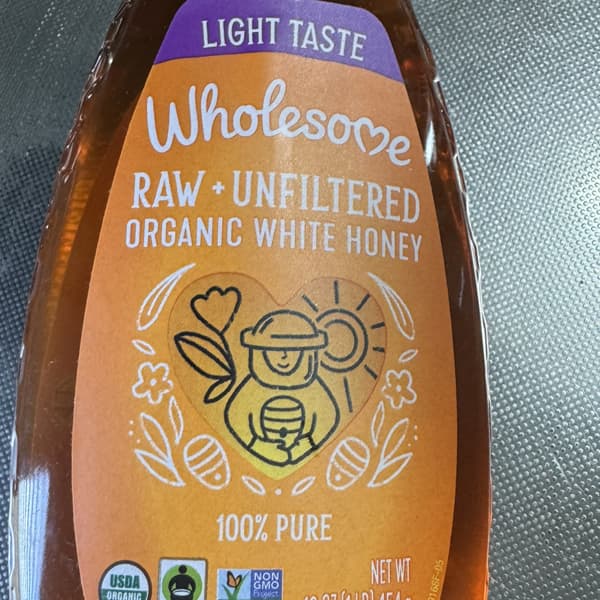 LIGHT TASTE
Wholesome
RAW + UNFILTERED
ORGANIC WHITE HONEY
100% PURE
USDA
ORGANIC
NON
GMO
Project
NET WT